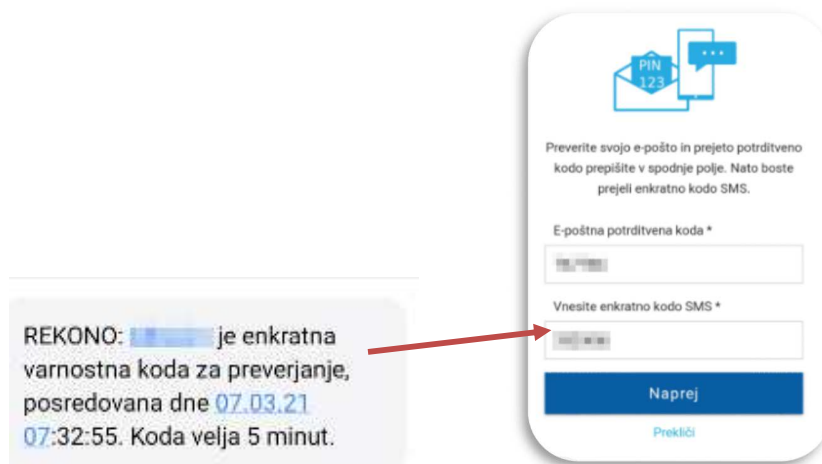 REKONO: je enkratna
varnostna koda za preverjanje,
posredovana dne 07.03.21
07:32:55. Koda velja 5 minut.
PIN
123
Preverite svojo e-pošto in prejeto potrditveno
kodo prepišite v spodnje polje. Nato boste
prejeli enkratno kodo SMS.
E-poštna potrditvena koda *
Vnesite enkratno kodo SMS *
Naprej
Prekliči